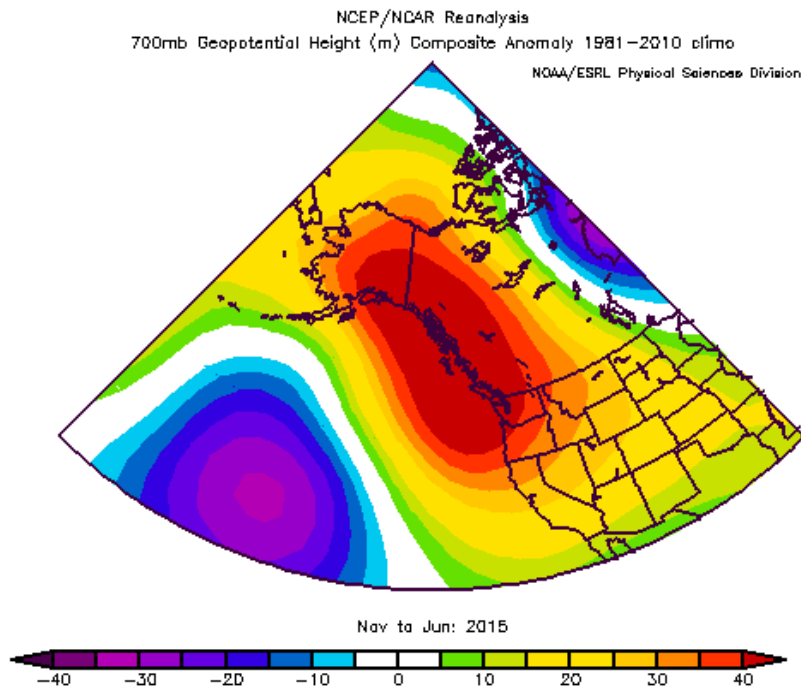 NCEP/NCAR Reanalysis
700mb Geopotential Height (m) Composite Anomaly 1981-2010 climo
NOAA/ESRL Physical Sciences Division
Nov to Jun: 2015
-40 -30 -20 -10 0 10 20 30 40